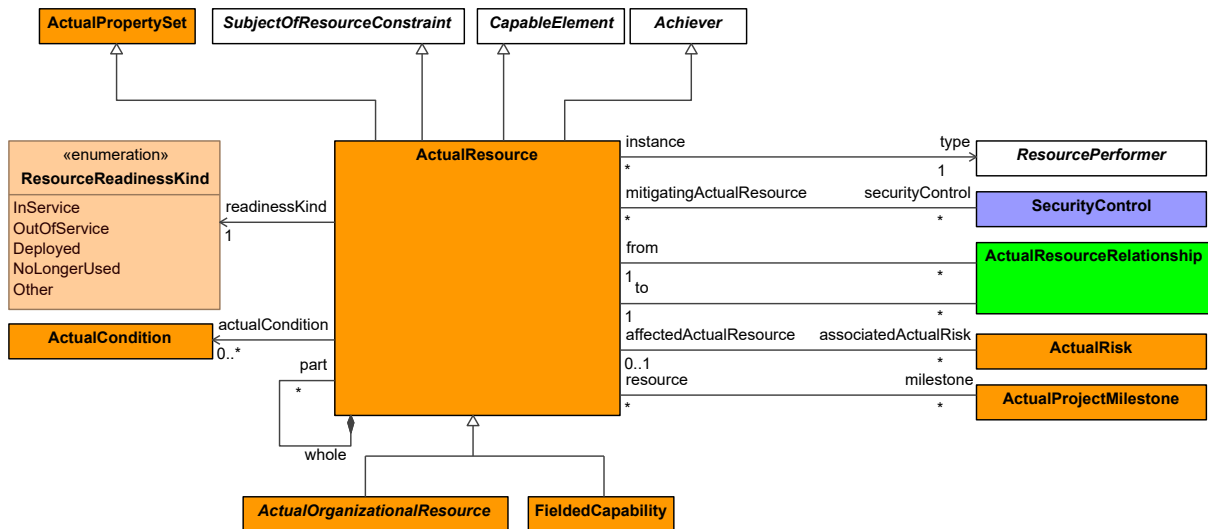 ActualPropertySet
SubjectOfResourceConstraint
CapableElement
Achiever
«enumeration»
ResourceReadinessKind
InService
OutOfService
Deployed
NoLongerUsed
Other
readinessKind
1
ActualCondition
actualCondition
0..*
part
*
whole
ActualResource
instance
type
*
1
ResourcePerformer
mitigatingActualResource
securityControl
*
*
SecurityControl
from
1
*
to
1
*
ActualResourceRelationship
affectedActualResource
associatedActualRisk
0..1
*
ActualRisk
resource
milestone
*
*
ActualProjectMilestone
ActualOrganizationalResource
FieldedCapability